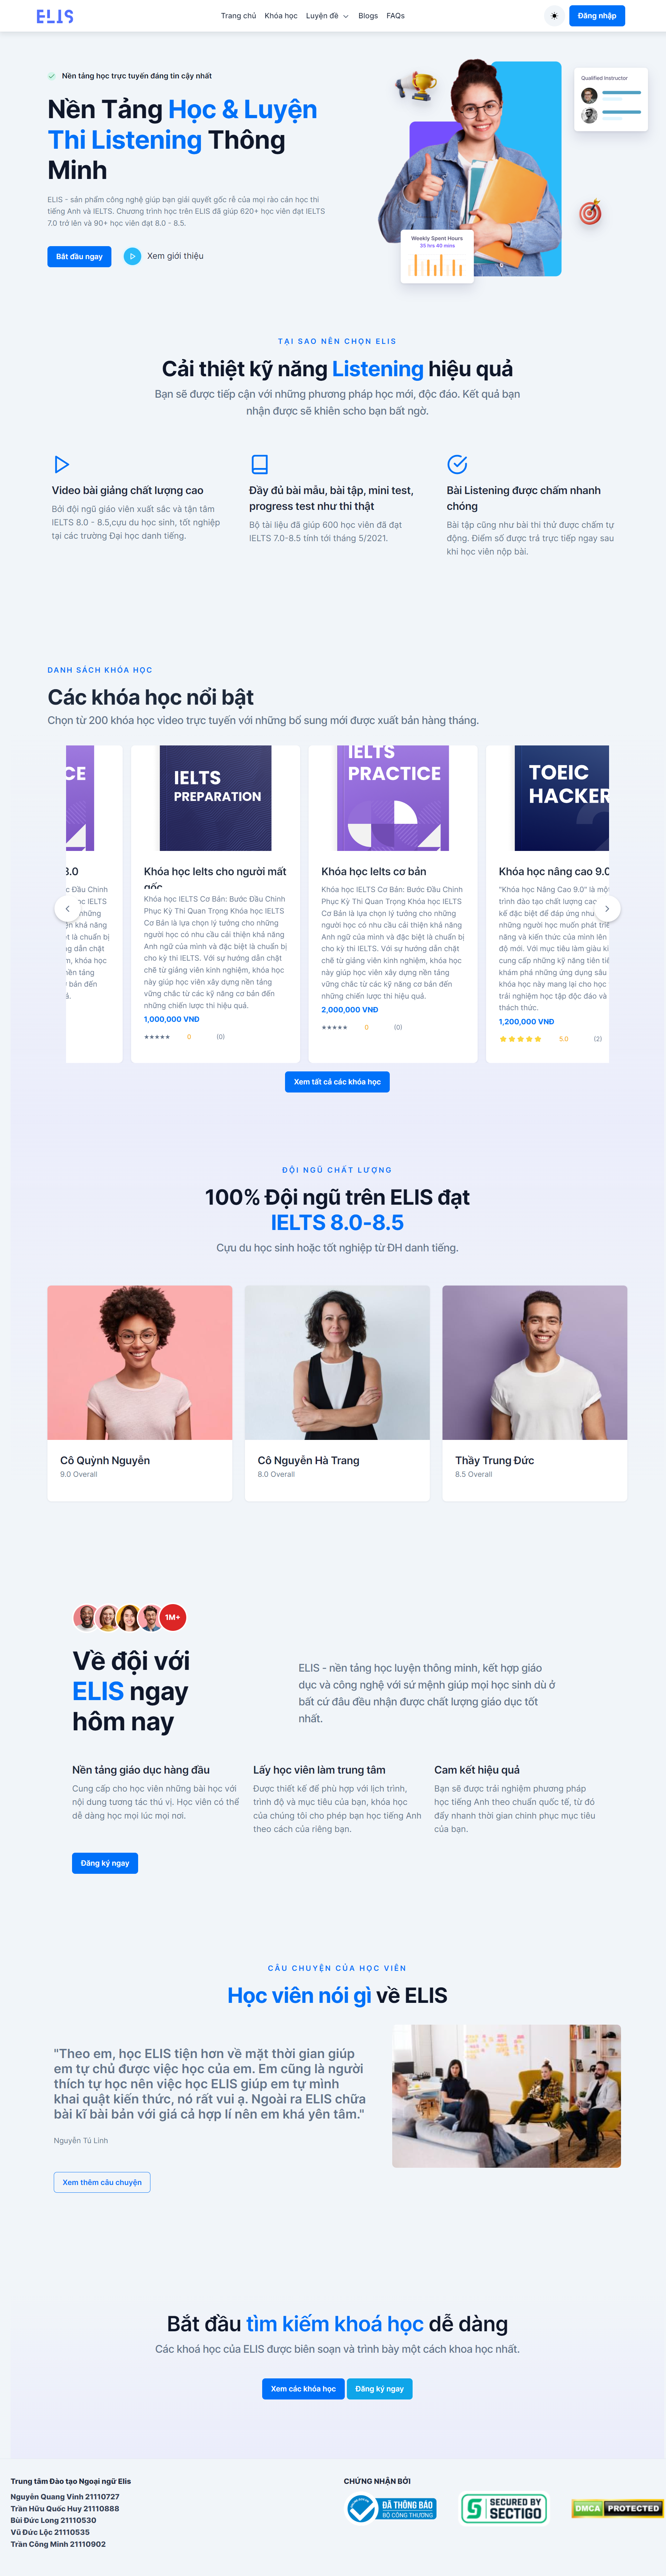 ELIS
Trang chủ Khóa học Luyện đề Blogs FAQs
Đăng nhập
Nền tảng học trực tuyến đáng tin cậy nhất
Nền Tảng Học & Luyện
Thi Listening Thông
Minh
ELIS - sản phẩm công nghệ giúp bạn giải quyết gốc rễ của mọi rào cản học thi
tiếng Anh và IELTS. Chương trình học trên ELIS đã giúp 620+ học viên đạt IELTS
7.0 trở lên và 90+ học viên đạt 8.0 - 8.5.
Bắt đầu ngay
Xem giới thiệu
Qualified Instructor
Weekly Spent Hours
35 hrs 40 mins
TẠI SAO NÊN CHỌN ELIS
Cải thiệt kỹ năng Listening hiệu quả
Bạn sẽ được tiếp cận với những phương pháp học mới, độc đáo. Kết quả bạn
nhận được sẽ khiên scho bạn bất ngờ.
Video bài giảng chất lượng cao
Bởi đội ngũ giáo viên xuất sắc và tận tâm
IELTS 8.0 - 8.5,cựu du học sinh, tốt nghiệp
tại các trường Đại học danh tiếng.
Đầy đủ bài mẫu, bài tập, mini test,
progress test như thi thật
Bộ tài liệu đã giúp 600 học viên đã đạt
IELTS 7.0-8.5 tính tới tháng 5/2021.
Bài Listening được chấm nhanh
chóng
Bài tập cũng như bài thi thử được chấm tự
động. Điểm số được trả trực tiếp ngay sau
khi học viên nộp bài.
DANH SÁCH KHÓA HỌC
Các khóa học nổi bật
Chọn từ 200 khóa học video trực tuyến với những bổ sung mới được xuất bản hàng tháng.
CE
3.0
c Đầu Chinh
học IELTS
những
khả năng
t là chuẩn bị
ng dẫn chặt
m, khóa học
nền tảng
bản đến
IELTS
PREPARATION
Khóa học Ielts cho người mất
gốc
Khóa học IELTS Cơ Bản: Bước Đầu Chinh
Phục Kỳ Thi Quan Trọng Khóa học IELTS
Cơ Bản là lựa chọn lý tưởng cho những
người học có nhu cầu cải thiện khả năng
Anh ngữ của mình và đặc biệt là chuẩn bị
cho kỳ thi IELTS. Với sự hướng dẫn chặt
chẽ từ giảng viên kinh nghiệm, khóa học
này giúp học viên xây dựng nền tảng
vững chắc từ các kỹ năng cơ bản đến
những chiến lược thi hiệu quả.
1,000,000 VNĐ
0 (0)
IELTS
PRACTICE
Khóa học Ielts cơ bản
Khóa học IELTS Cơ Bản: Bước Đầu Chinh
Phục Kỳ Thi Quan Trọng Khóa học IELTS
Cơ Bản là lựa chọn lý tưởng cho những
người học có nhu cầu cải thiện khả năng
Anh ngữ của mình và đặc biệt là chuẩn bị
cho kỳ thi IELTS. Với sự hướng dẫn chặt
chẽ từ giảng viên kinh nghiệm, khóa học
này giúp học viên xây dựng nền tảng
vững chắc từ các kỹ năng cơ bản đến
những chiến lược thi hiệu quả.
2,000,000 VNĐ
0 (0)
TOEIC
HACKER
2
Khóa học nâng cao 9.0
"Khóa học Nâng Cao 9.0" là một
trình đào tạo chất lượng cao
kế đặc biệt để đáp ứng nhu
những người học muốn phát triể
năng và kiến thức của mình lên
độ mới. Với mục tiêu làm giàu ki
cung cấp những kỹ năng tiên tiế
khám phá những ứng dụng sâu
khóa học này mang lại cho học
trải nghiệm học tập độc đáo và
thách thức.
1,200,000 VNĐ
5.0 (2)
Xem tất cả các khóa học
ĐỘI NGŨ CHẤT LƯỢNG
100% Đội ngũ trên ELIS đạt
IELTS 8.0-8.5
Cựu du học sinh hoặc tốt nghiệp từ ĐH danh tiếng.
Cô Quỳnh Nguyễn
9.0 Overall
Cô Nguyễn Hà Trang
8.0 Overall
Thầy Trung Đức
8.5 Overall
1M+
Về đội với
ELIS ngay
hôm nay
ELIS - nền tảng học luyện thông minh, kết hợp giáo
dục và công nghệ với sứ mệnh giúp mọi học sinh dù ở
bất cứ đâu đều nhận được chất lượng giáo dục tốt
nhất.
Nền tảng giáo dục hàng đầu
Cung cấp cho học viên những bài học với
nội dung tương tác thú vị. Học viên có thể
dễ dàng học mọi lúc mọi nơi.
Lấy học viên làm trung tâm
Được thiết kế để phù hợp với lịch trình,
trình độ và mục tiêu của bạn, khóa học
của chúng tôi cho phép bạn học tiếng Anh
theo cách của riêng bạn.
Cam kết hiệu quả
Bạn sẽ được trải nghiệm phương pháp
học tiếng Anh theo chuẩn quốc tế, từ đó
đẩy nhanh thời gian chinh phục mục tiêu
của bạn.
Đăng ký ngay
CÂU CHUYỆN CỦA HỌC VIÊN
Học viên nói gì về ELIS
"Theo em, học ELIS tiện hơn về mặt thời gian giúp
em tự chủ được việc học của em. Em cũng là người
thích tự học nên việc học ELIS giúp em tự mình
khai quật kiến thức, nó rất vui ạ. Ngoài ra ELIS chữa
bài kĩ bài bản với giá cả hợp lí nên em khá yên tâm."
Nguyễn Tú Linh
Xem thêm câu chuyện
Bắt đầu tìm kiếm khoá học dễ dàng
Các khoá học của ELIS được biên soạn và trình bày một cách khoa học nhất.
Xem các khóa học
Đăng ký ngay
Trung tâm Đào tạo Ngoại ngữ Elis
Nguyễn Quang Vinh 21110727
Trần Hữu Quốc Huy 21110888
Bùi Đức Long 21110530
Vũ Đức Lộc 21110535
Trần Công Minh 21110902
CHỨNG NHẬN BỞI
ĐÃ THÔNG BÁO
BỘ CÔNG THƯƠNG
SECURED BY
SECTIGO
DMCA PROTECTED